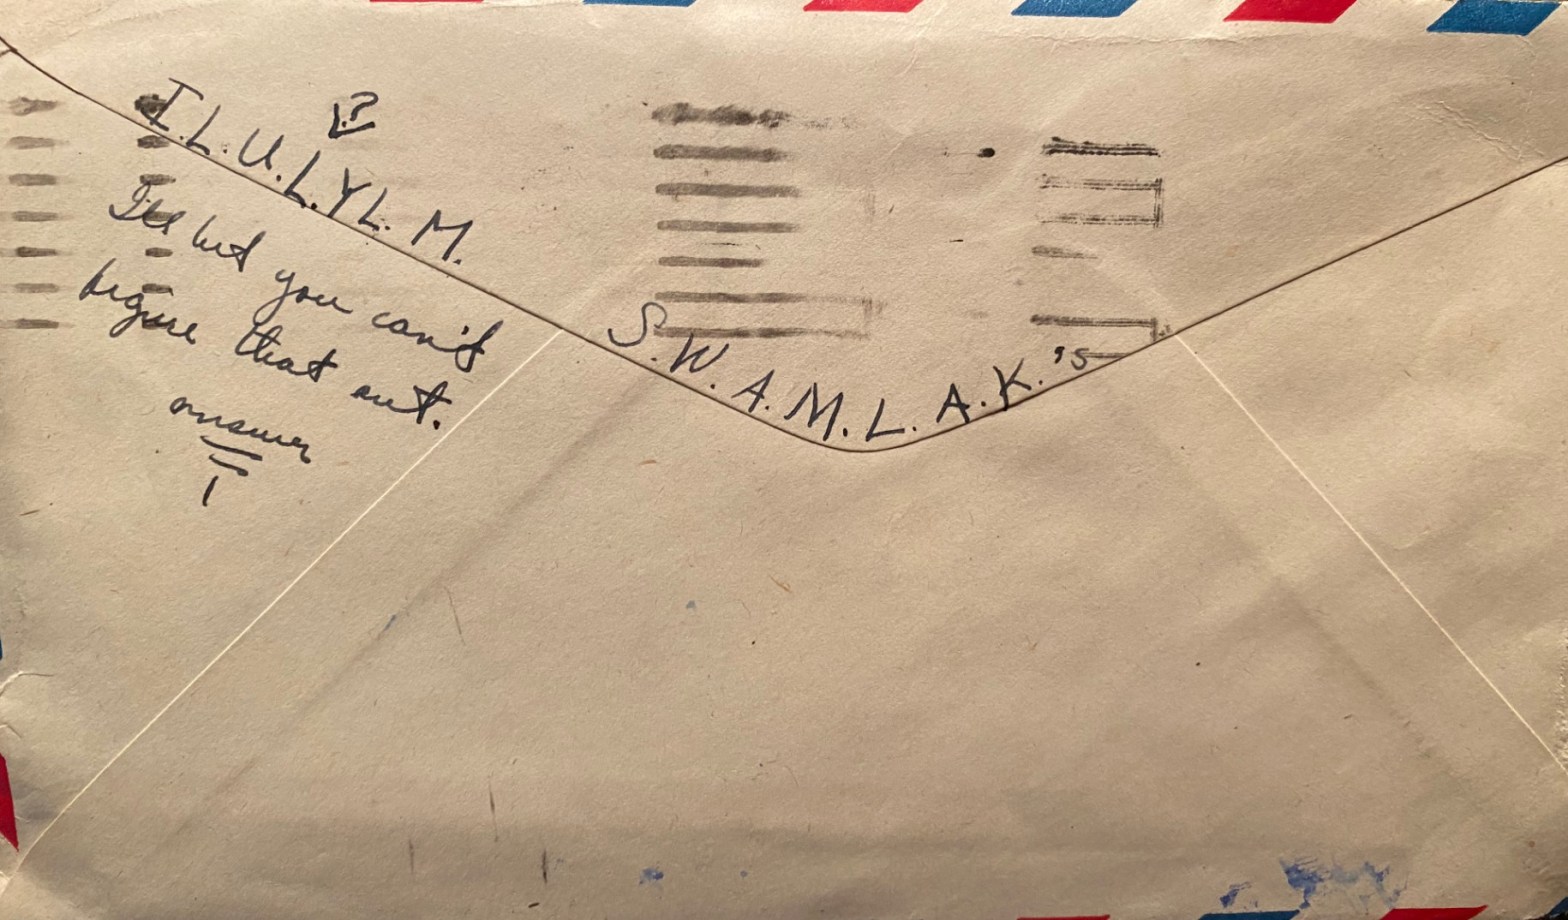 ?
I.L.U.L.Y L. M.
I'll bet you can't
figure that out.
answer
S.W.A.M.L.A.K.'s